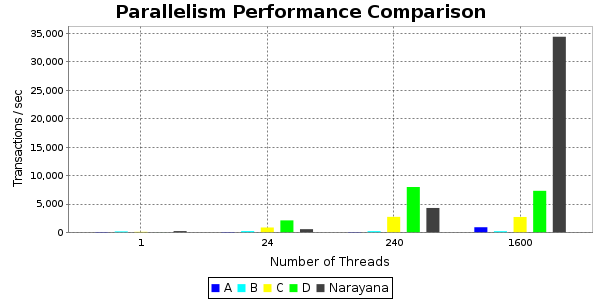 Parallelism Performance Comparison
35,000
30,000
25,000
20,000
15,000
10,000
5,000
0
Transactions / sec
1 24 240 1600
Number of Threads
A B C D Narayana